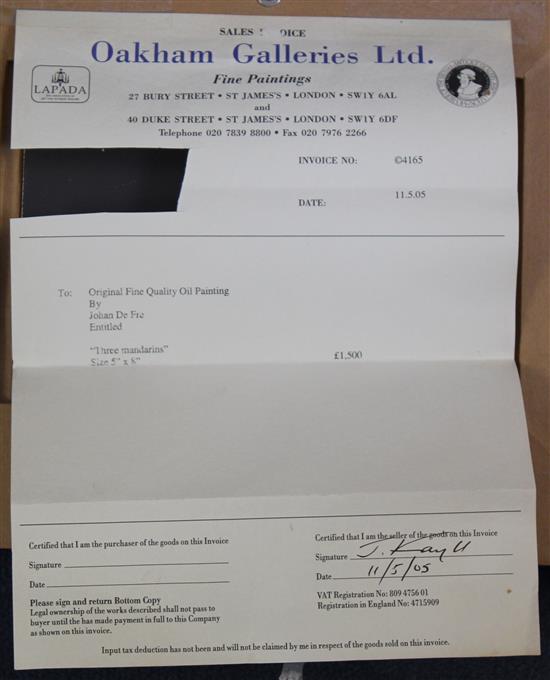 SALES
Oakham Galleries Ltd.
Fine Paintings
LAPADA
27 BURY STREET • ST JAMES'S • LONDON • SW1Y 6AL
and
40 DUKE STREET • ST JAMES'S • LONDON • SW1Y 6DF
Telephone 020 7839 8800 • Fax 020 7976 2266
INVOICE NO: ©4165
DATE: 11.5.05
To: Original Fine Quality Oil Painting
By
Johan De Fre
Entitled
"Three mandarins"
Size 5" x 8" £1,500
Certified that I am the purchaser of the goods on this Invoice
Signature
Date
Please sign and return Bottom Copy
Legal ownership of the works described shall not pass to
buyer until the has made payment in full to this Company
as shown on this invoice.
Certified that I am the seller of the goods on this Invoice
Signature
Date 11/5/05
VAT Registration No: 809 4756 01
Registration in England No: 4715909
Input tax deduction has not been and will not be claimed by me in respect of the goods sold on this invoice.